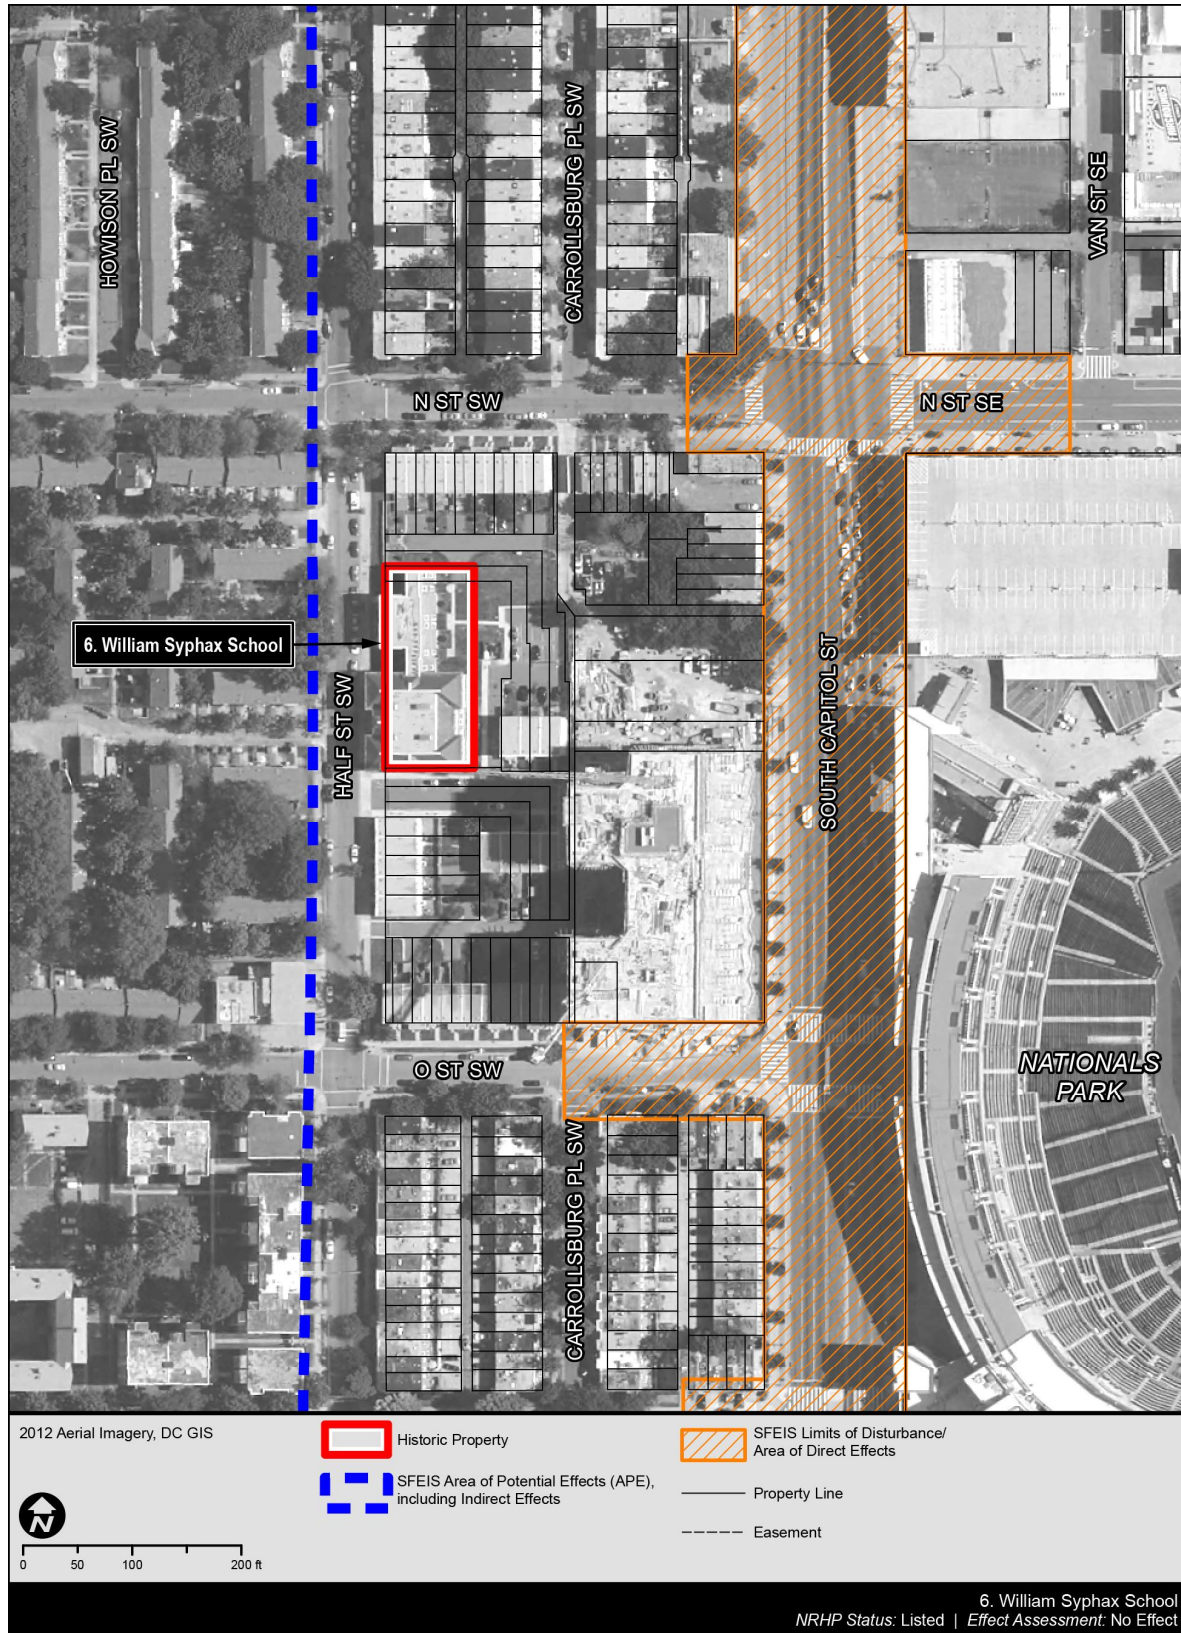 HOWISON PL SW
CARROLLSBURG PL SW
VAN ST SE
N ST SW
N ST SE
6. William Syphax School
HALF ST SW
SOUTH CAPITOL ST
O ST SW
NATIONALS
PARK
CARROLLSBURG PL SW
2012 Aerial Imagery, DC GIS
N
0 50 100 200 ft
Historic Property
SFEIS Area of Potential Effects (APE),
including Indirect Effects
SFEIS Limits of Disturbance/
Area of Direct Effects
Property Line
Easement
6. William Syphax School
NRHP Status: Listed | Effect Assessment: No Effect